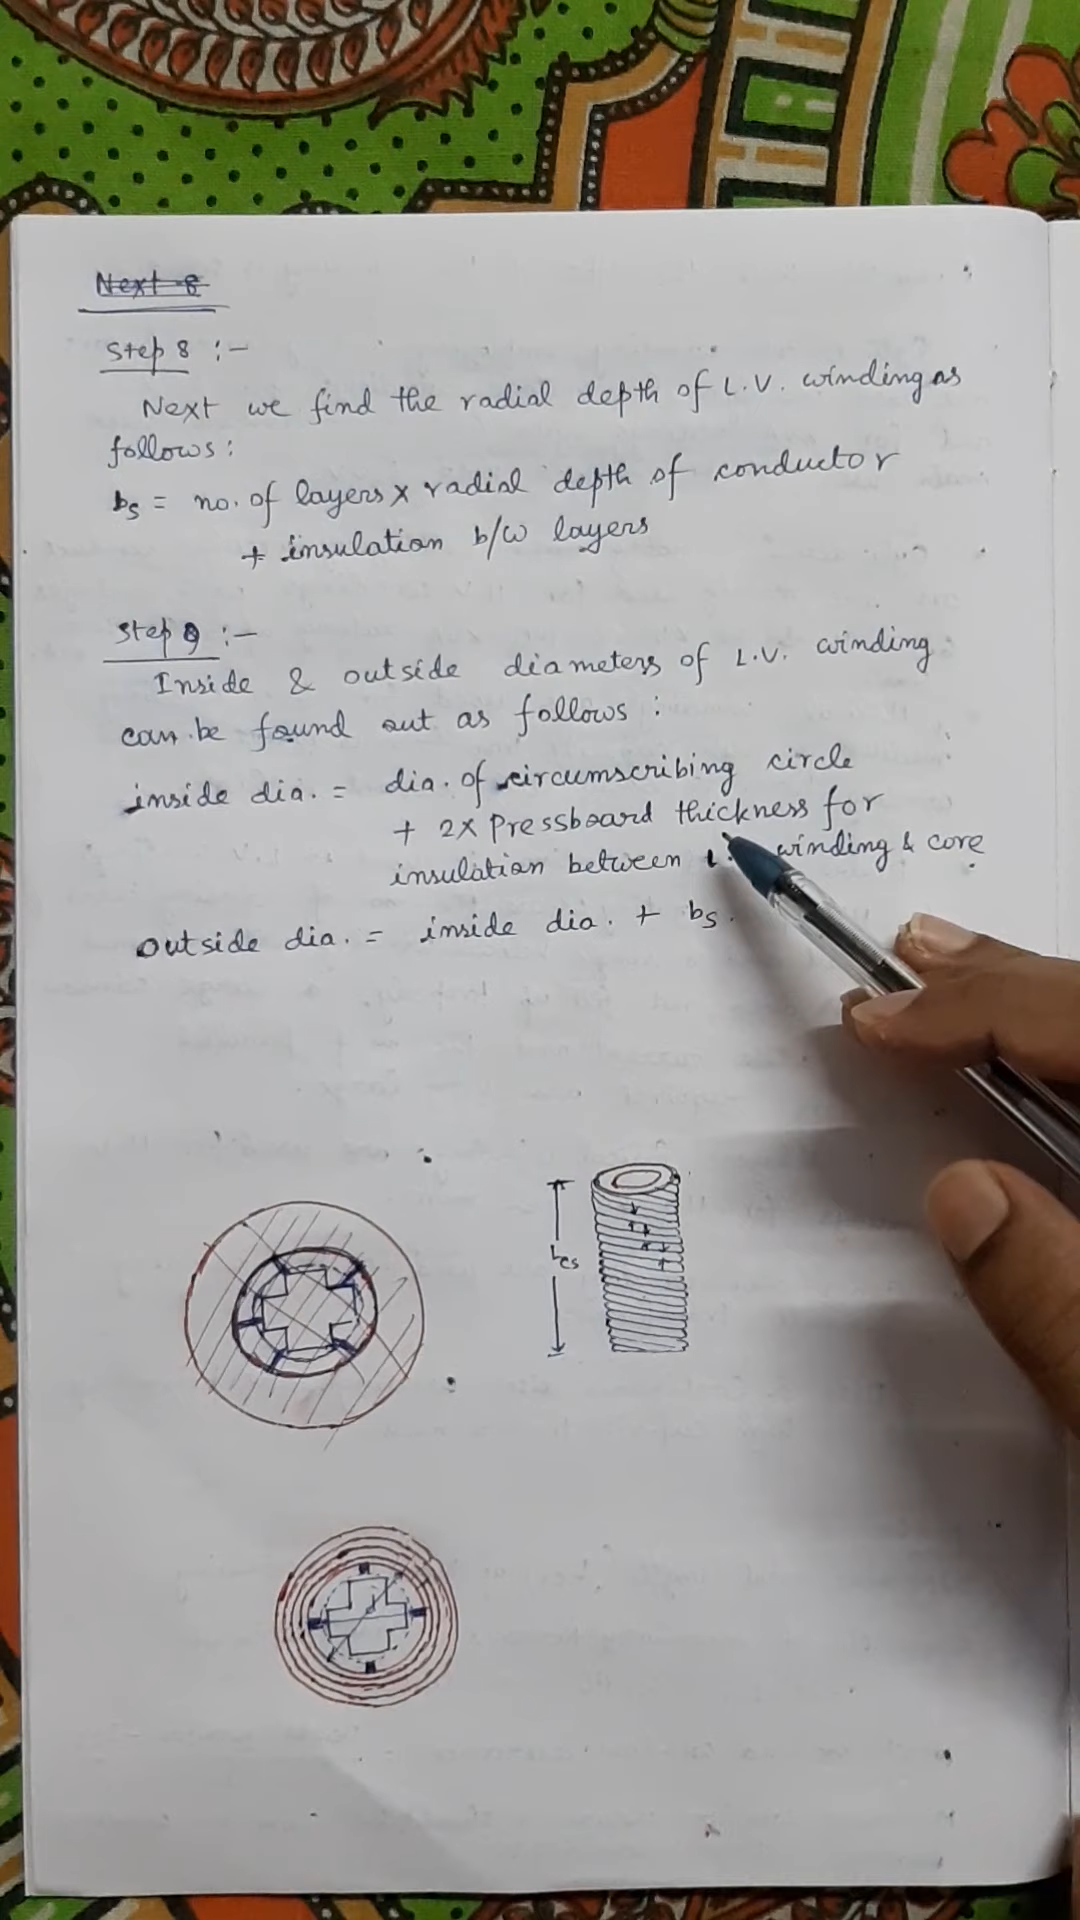 Next 8
Step 8 :-
Next we find the radial depth of L.V. winding as
follows:
bs = no. of layers x radial depth of conductor
+ insulation b/w layers
Step 9 :-
Inside & outside diameters of L.V. winding
can be found out as follows :
inside dia. = dia. of circumscribing circle
+ 2x Pressboard thickness for
insulation between winding & core
outside dia. = inside dia. + bs.
Lcs
d